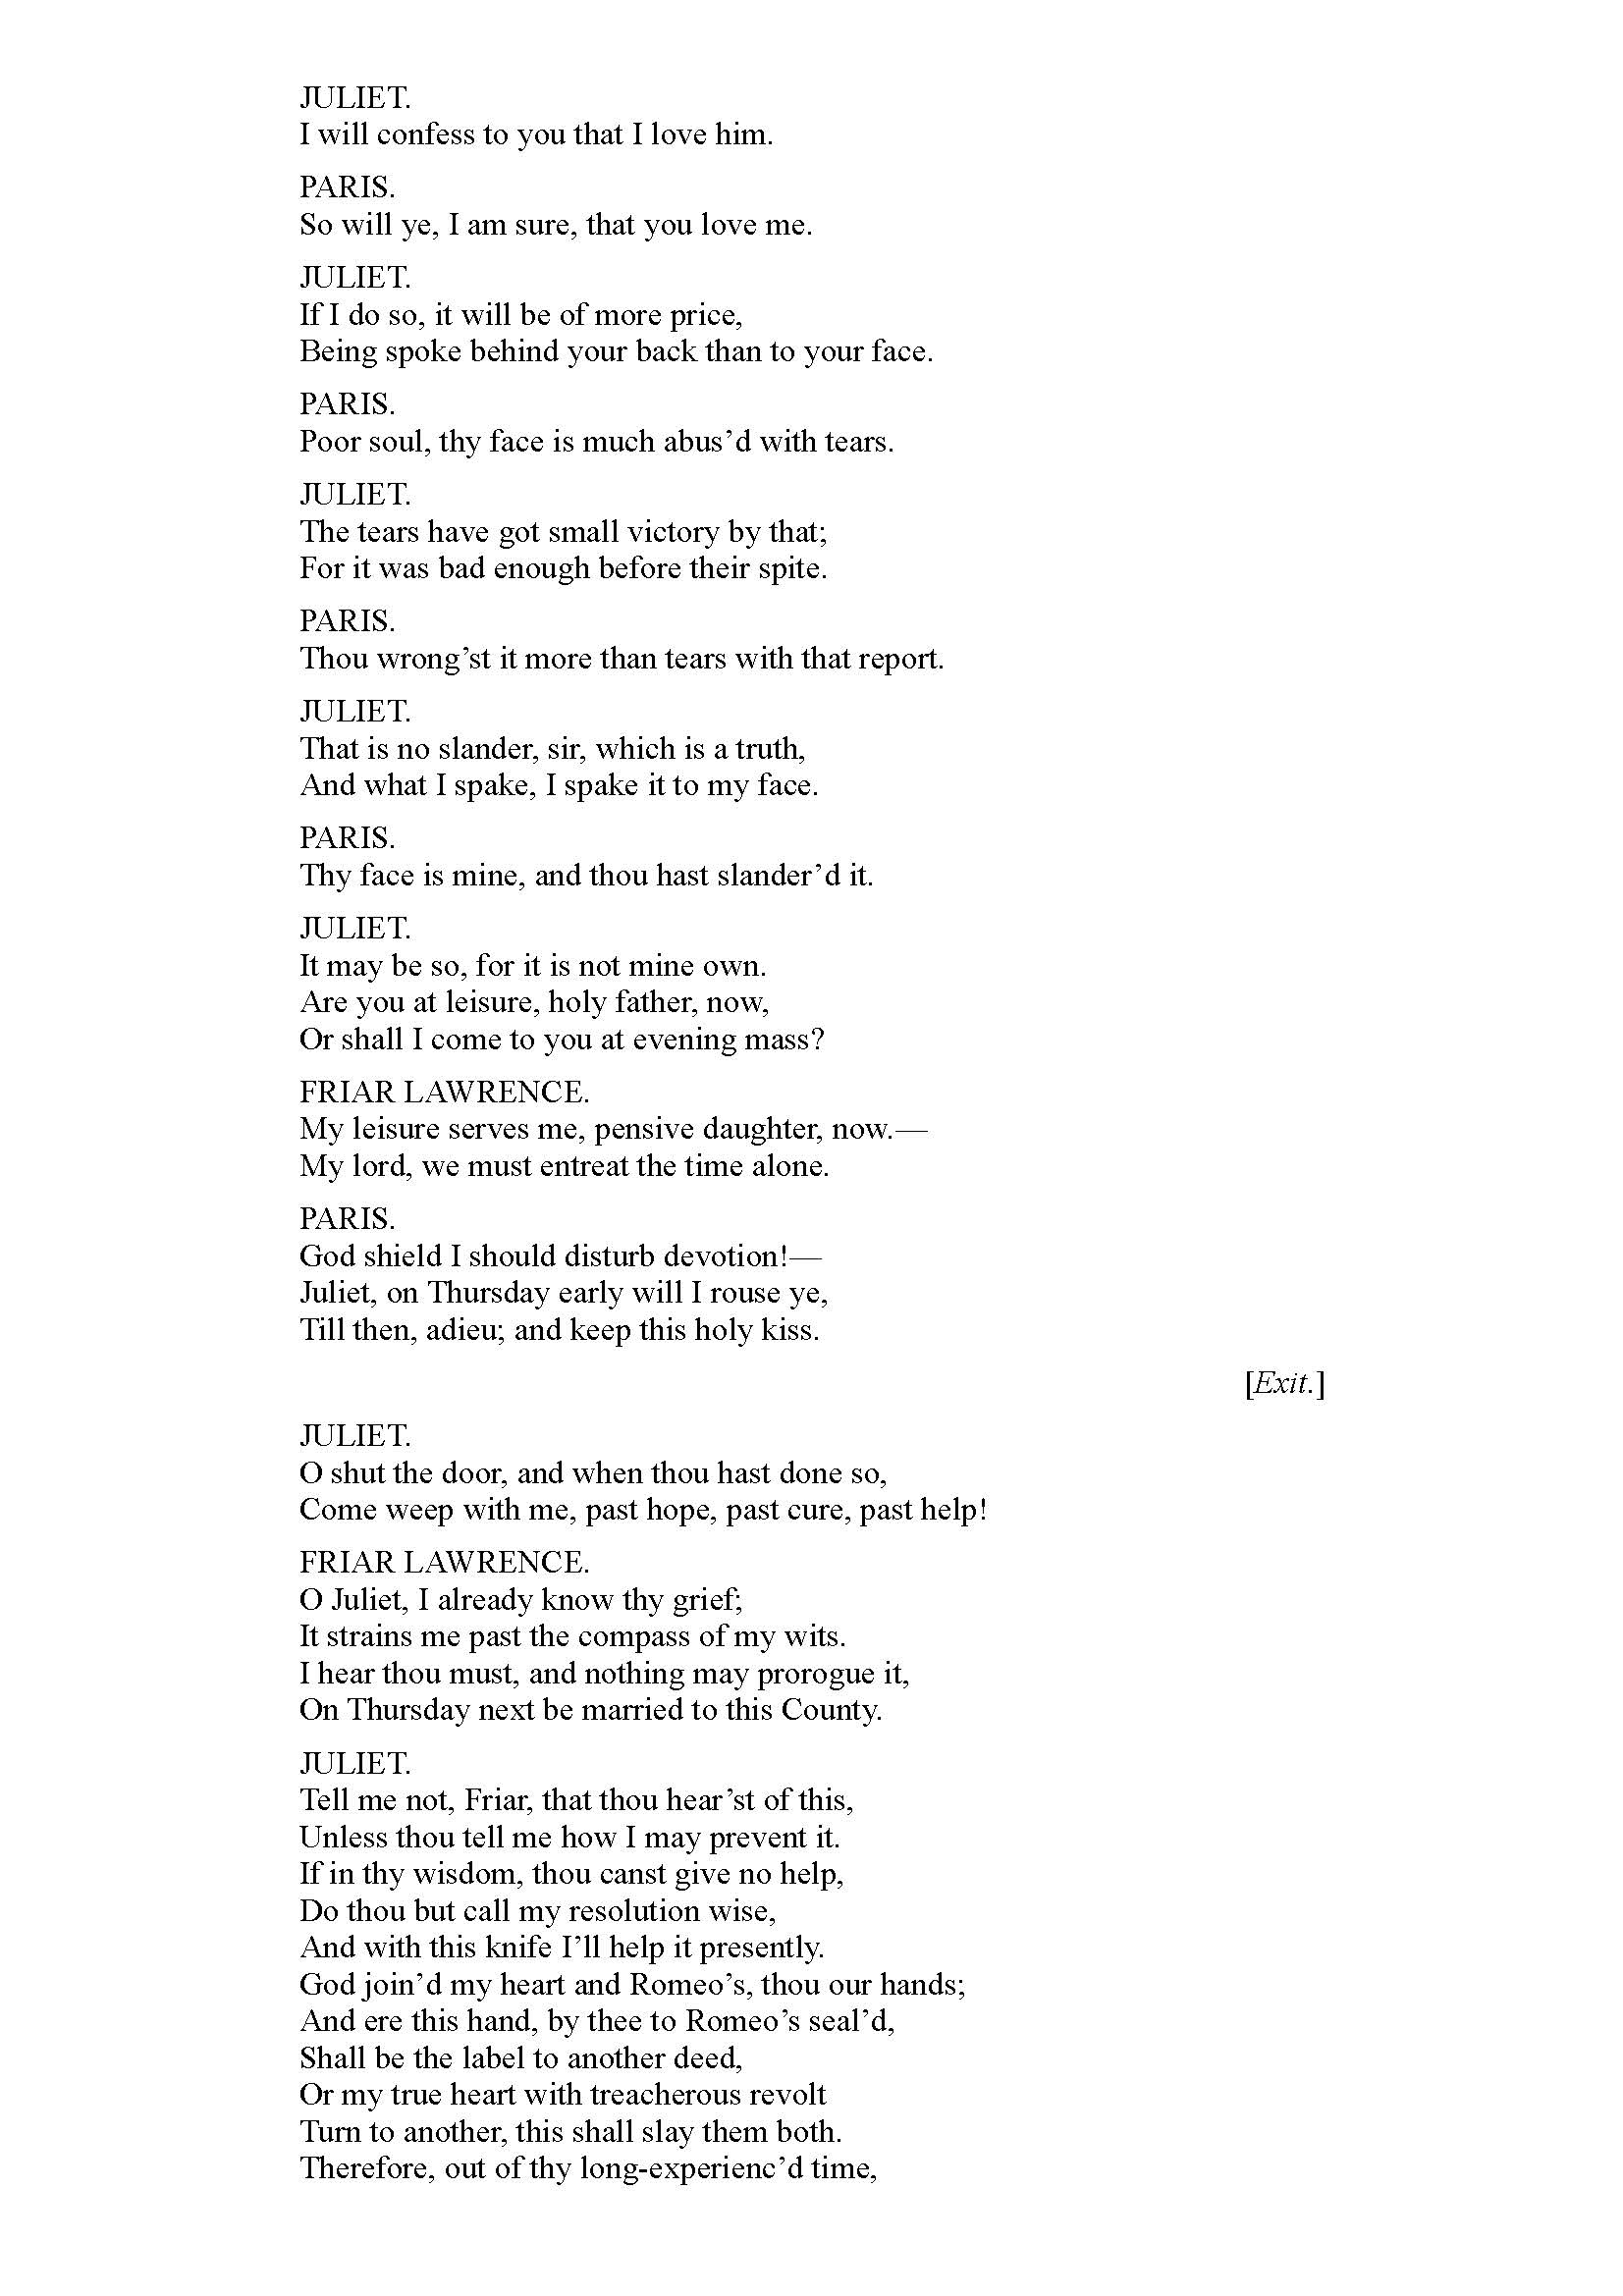 JULIET.
I will confess to you that I love him.
PARIS.
So will ye, I am sure, that you love me.
JULIET.
If I do so, it will be of more price,
Being spoke behind your back than to your face.
PARIS.
Poor soul, thy face is much abus’d with tears.
JULIET.
The tears have got small victory by that;
For it was bad enough before their spite.
PARIS.
Thou wrong’st it more than tears with that report.
JULIET.
That is no slander, sir, which is a truth,
And what I spake, I spake it to my face.
PARIS.
Thy face is mine, and thou hast slander’d it.
JULIET.
It may be so, for it is not mine own.
Are you at leisure, holy father, now,
Or shall I come to you at evening mass?
FRIAR LAWRENCE.
My leisure serves me, pensive daughter, now.—
My lord, we must entreat the time alone.
PARIS.
God shield I should disturb devotion!—
Juliet, on Thursday early will I rouse ye,
Till then, adieu; and keep this holy kiss.
[Exit.]
JULIET.
O shut the door, and when thou hast done so,
Come weep with me, past hope, past cure, past help!
FRIAR LAWRENCE.
O Juliet, I already know thy grief;
It strains me past the compass of my wits.
I hear thou must, and nothing may prorogue it,
On Thursday next be married to this County.
JULIET.
Tell me not, Friar, that thou hear’st of this,
Unless thou tell me how I may prevent it.
If in thy wisdom, thou canst give no help,
Do thou but call my resolution wise,
And with this knife I’ll help it presently.
God join’d my heart and Romeo’s, thou our hands;
And ere this hand, by thee to Romeo’s seal’d,
Shall be the label to another deed,
Or my true heart with treacherous revolt
Turn to another, this shall slay them both.
Therefore, out of thy long-experienc’d time,